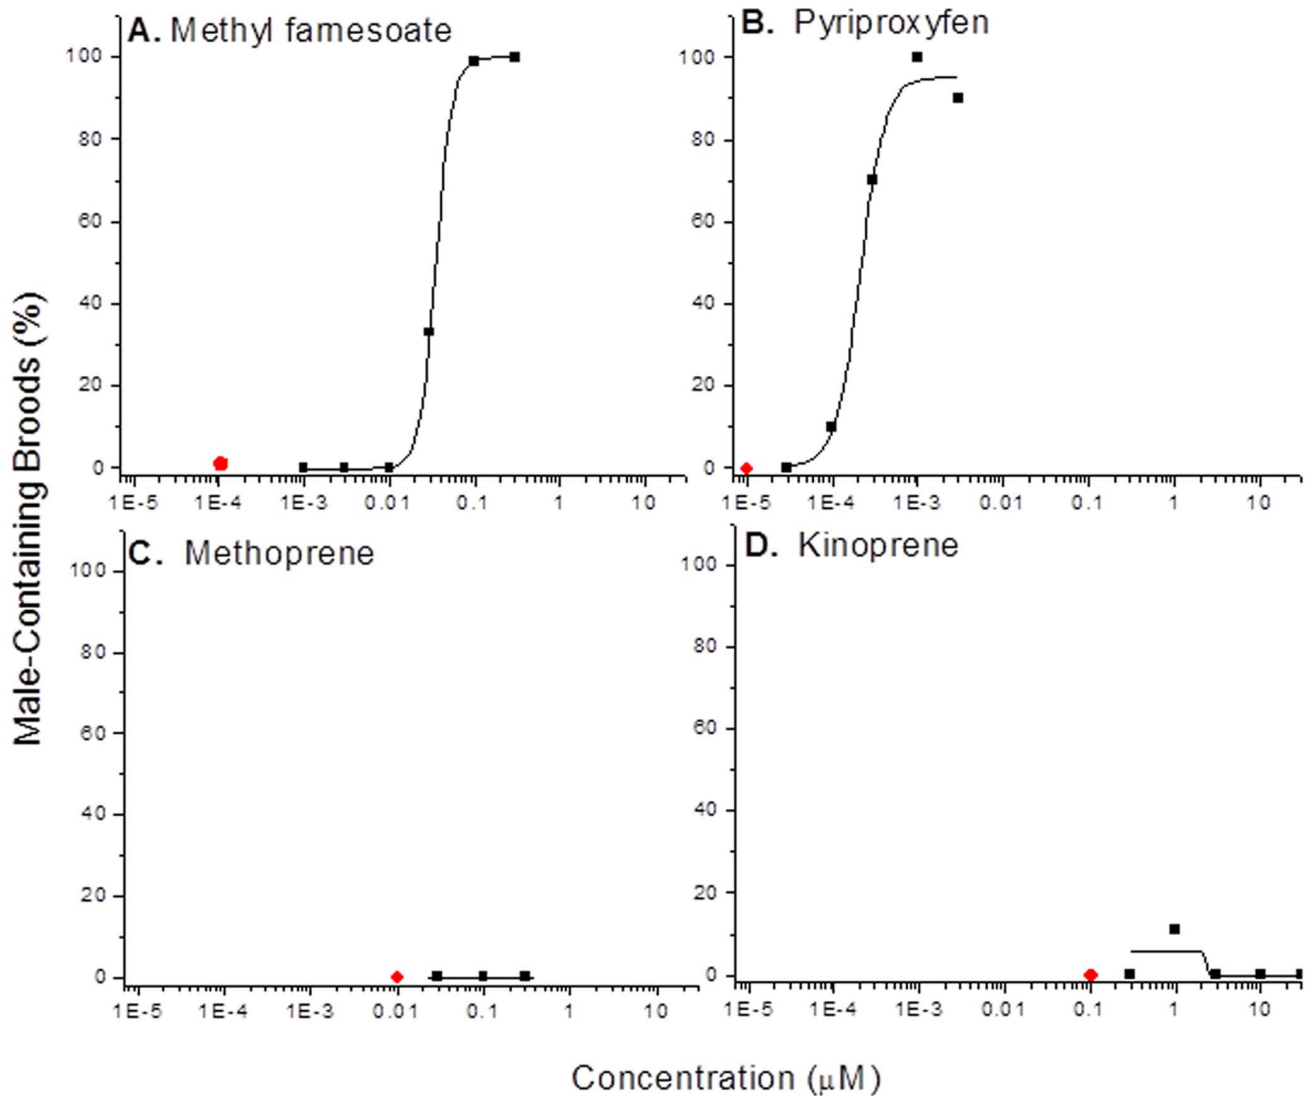 A. Methyl famesoate
100
80
60
40
20
0
1E-5 1E-4 1E-3 0.01 0.1 1 10
B. Pyriproxyfen
100
80
60
40
20
0
1E-5 1E-4 1E-3 0.01 0.1 1 10
C. Methoprene
100
80
60
40
20
0
1E-5 1E-4 1E-3 0.01 0.1 1 10
D. Kinoprene
100
80
60
40
20
0
1E-5 1E-4 1E-3 0.01 0.1 1 10
Male-Containing Broods (%)
Concentration (μM)